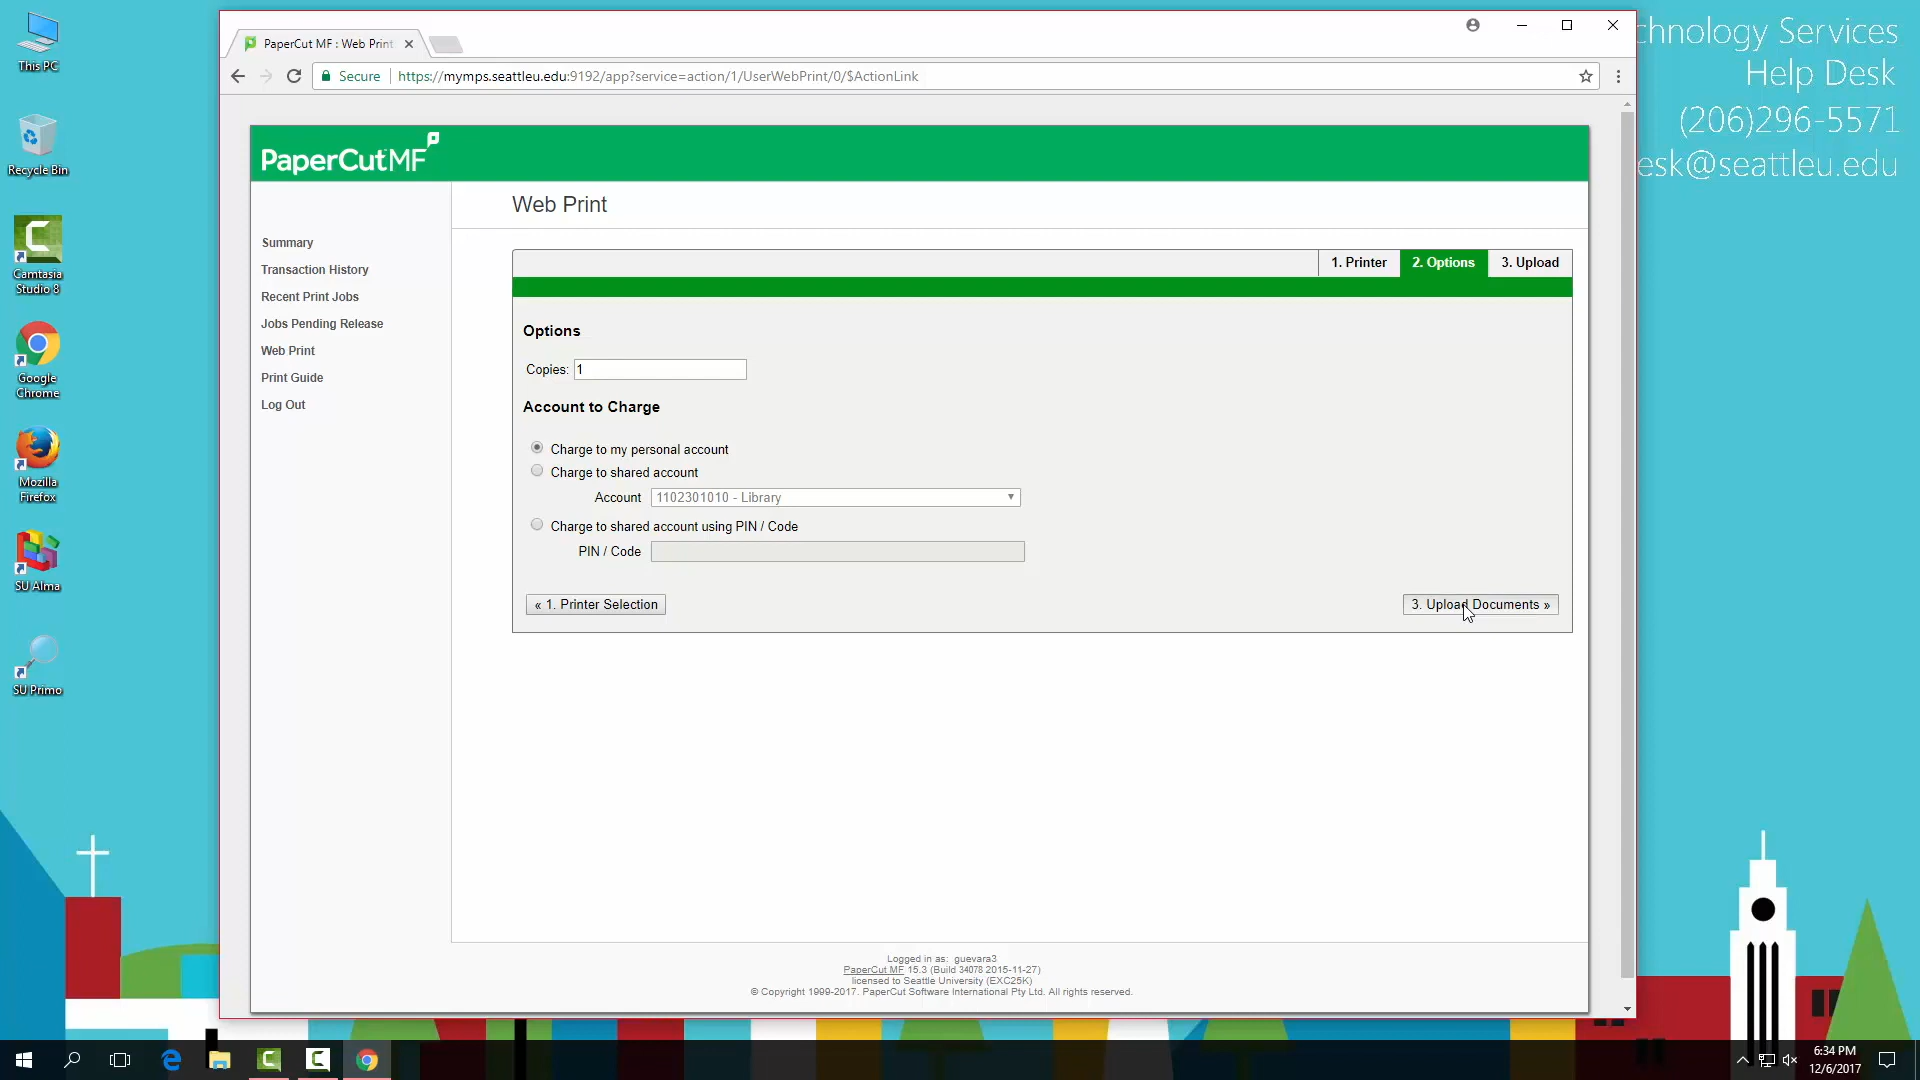 This PC
Recycle Bin
Camtasia
Studio 8
Google
Chrome
Mozilla
Firefox
SU Alma
SU Primo
PaperCut MF : Web Print
Secure
https://mymps.seattleu.edu:9192/app?service=action/1/UserWebPrint/0/$ActionLink
chnology Services
Help Desk
(206)296-5571
esk@seattleu.edu
PaperCutMF
Summary
Transaction History
Recent Print Jobs
Jobs Pending Release
Web Print
Print Guide
Log Out
Web Print
1. Printer
2. Options
3. Upload
Options
Copies: 1
Account to Charge
Charge to my personal account
Charge to shared account
Account 1102301010 - Library
Charge to shared account using PIN / Code
PIN / Code
« 1. Printer Selection
3. Upload Documents »
Logged in as: guevara3
PaperCut MF 15.3 (Build 34078 2015-11-27)
licensed to Seattle University (EXC25K)
© Copyright 1999-2017. PaperCut Software International Pty Ltd. All rights reserved.
6:34 PM
12/6/2017